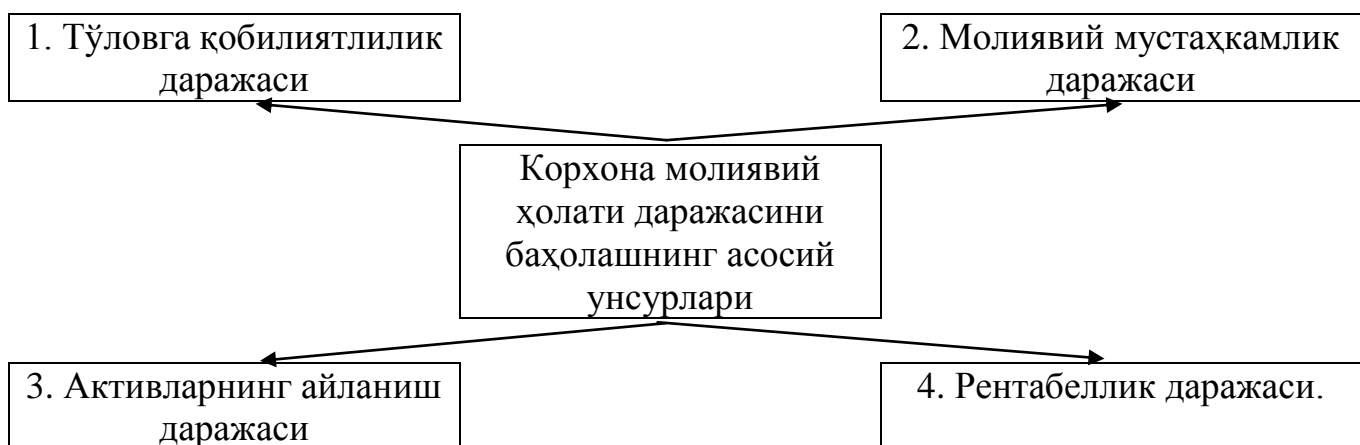 1. Тўловга қобилиятлилик
даражаси
2. Молиявий мустаҳкамлик
даражаси
Корхона молиявий
ҳолати даражасини
баҳолашнинг асосий
унсурлари
3. Активларнинг айланиш
даражаси
4. Рентабеллик даражаси.